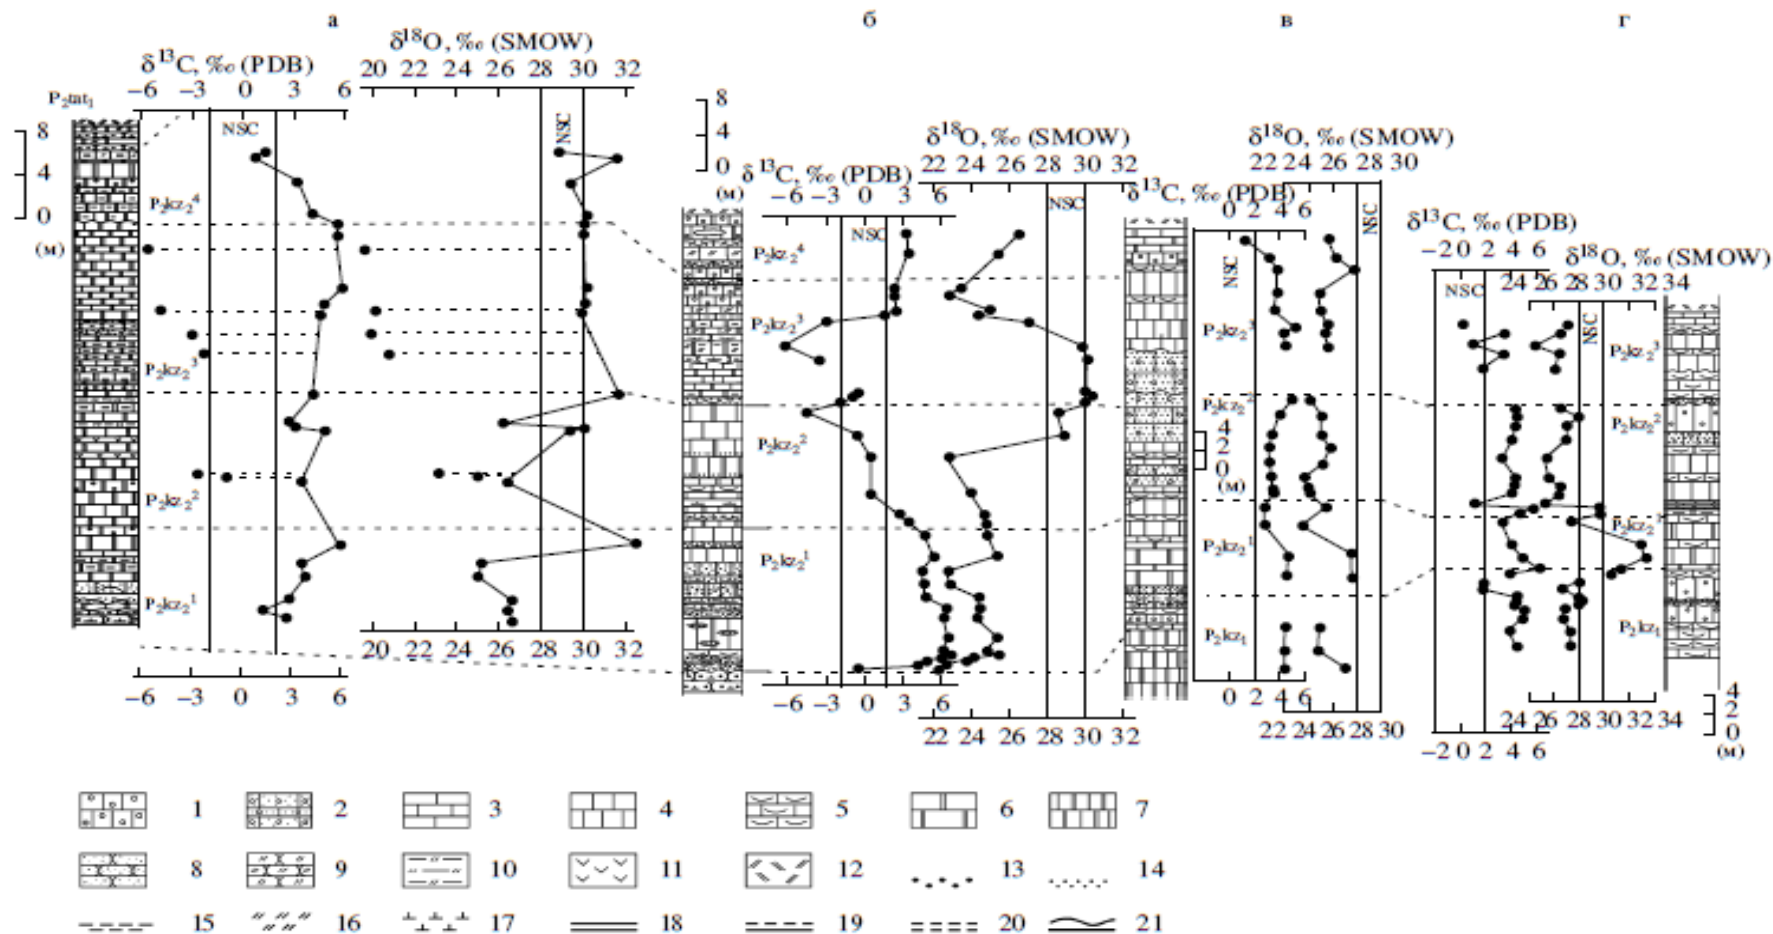 а
δ¹³C, ‰ (PDB)
−6 −3 0 3 6
δ¹⁸O, ‰ (SMOW)
20 22 24 26 28 30 32
P₂tat₁
8
4
0
(м)
NSC
NSC
P₂kz₂⁴
P₂kz₂³
P₂kz₂²
P₂kz₂¹
20 22 24 26 28 30 32
−6 −3 0 3 6
б
8
4
0
(м)
δ¹⁸O, ‰ (SMOW)
22 24 26 28 30 32
δ¹³C, ‰ (PDB)
−6 −3 0 3 6
NSC
NSC
P₂kz₂⁴
P₂kz₂³
P₂kz₂²
P₂kz₂¹
−6 −3 0 3 6
22 24 26 28 30 32
в
δ¹⁸O, ‰ (SMOW)
22 24 26 28 30
δ¹³C, ‰ (PDB)
0 2 4 6
NSC
NSC
P₂kz₂³
P₂kz₂²
4
2
0
(м)
P₂kz₂¹
P₂kz₁
0 2 4 6
22 24 26 28 30
г
δ¹³C, ‰ (PDB)
−2 0 2 4 6
δ¹⁸O, ‰ (SMOW)
24 26 28 30 32 34
NSC
NSC
P₂kz₂³
P₂kz₂²
P₂kz₂¹
P₂kz₁
24 26 28 30 32 34
−2 0 2 4 6
4
2
0
(м)
1 2 3 4 5 6 7
8 9 10 11 12 13 14
15 16 17 18 19 20 21